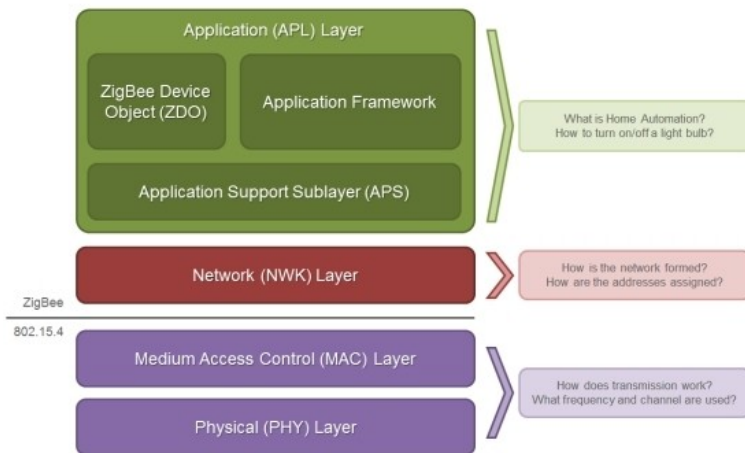 Application (APL) Layer
ZigBee Device
Object (ZDO)
Application Framework
What is Home Automation?
How to turn on/off a light bulb?
Application Support Sublayer (APS)
Network (NWK) Layer
How is the network formed?
How are the addresses assigned?
ZigBee
802.15.4
Medium Access Control (MAC) Layer
How does transmission work?
What frequency and channel are used?
Physical (PHY) Layer